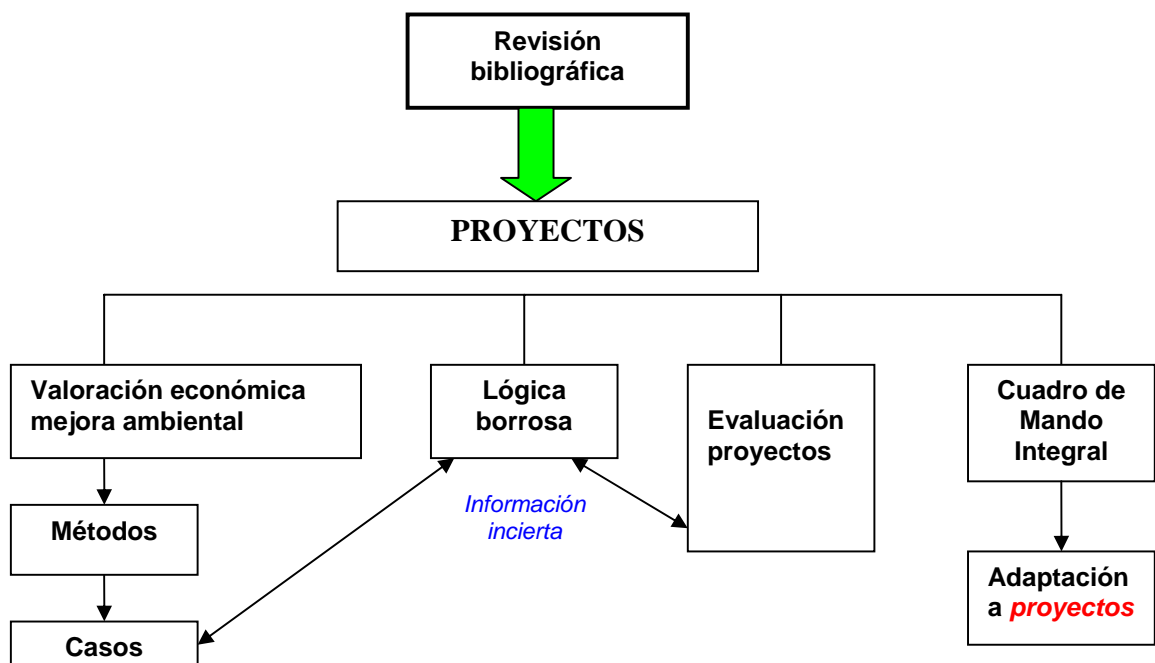 Revisión
bibliográfica
PROYECTOS
Valoración económica
mejora ambiental
Lógica
borrosa
Evaluación
proyectos
Cuadro de
Mando
Integral
Información
incierta
Métodos
Casos
Adaptación
a proyectos